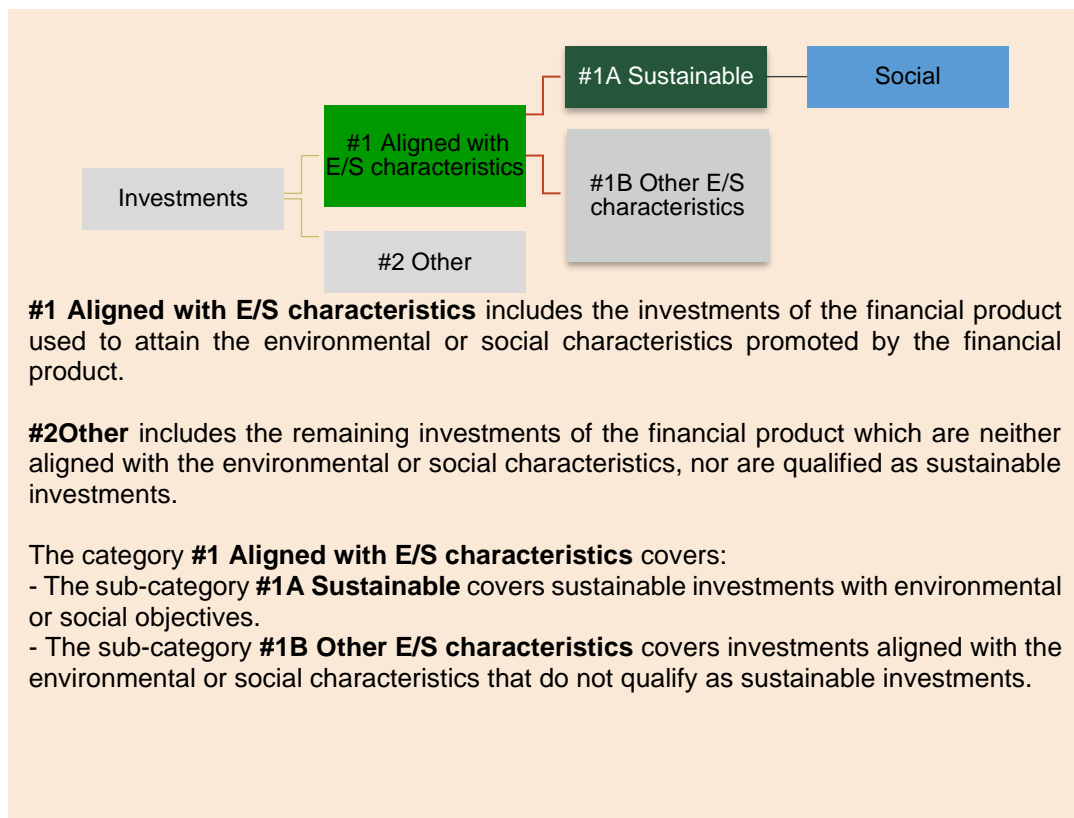 #1A Sustainable
Social
#1 Aligned with
E/S characteristics
#1B Other E/S
characteristics
Investments
#2 Other
#1 Aligned with E/S characteristics includes the investments of the financial product
used to attain the environmental or social characteristics promoted by the financial
product.
#2Other includes the remaining investments of the financial product which are neither
aligned with the environmental or social characteristics, nor are qualified as sustainable
investments.
The category #1 Aligned with E/S characteristics covers:
- The sub-category #1A Sustainable covers sustainable investments with environmental
or social objectives.
- The sub-category #1B Other E/S characteristics covers investments aligned with the
environmental or social characteristics that do not qualify as sustainable investments.